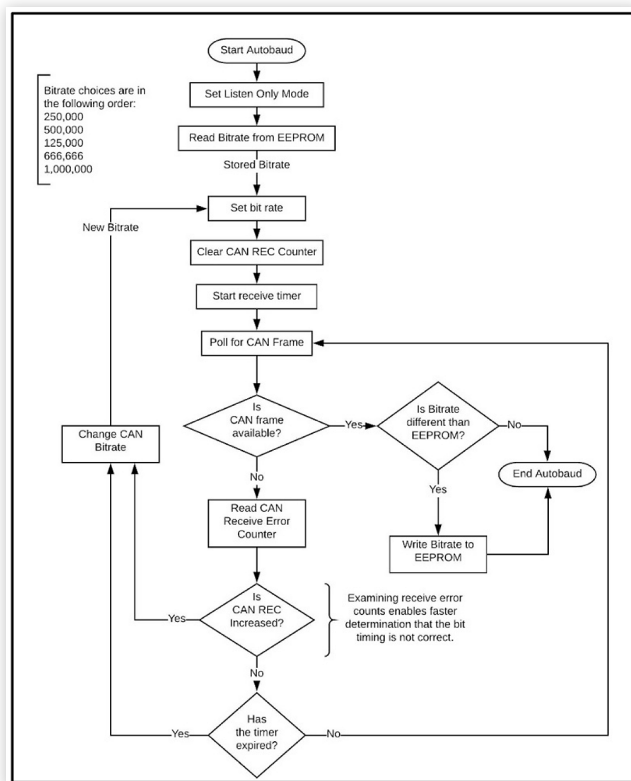 Start Autobaud
Bitrate choices are in
the following order:
250,000
500,000
125,000
666,666
1,000,000
Set Listen Only Mode
Read Bitrate from EEPROM
Stored Bitrate
Set bit rate
New Bitrate
Clear CAN REC Counter
Start receive timer
Poll for CAN Frame
Is
CAN frame
available?
Yes
Is Bitrate
different than
EEPROM?
No
End Autobaud
Yes
Write Bitrate to
EEPROM
Change CAN
Bitrate
No
Read CAN
Receive Error
Counter
Is
CAN REC
Increased?
Yes
Examining receive error
counts enables faster
determination that the bit
timing is not correct.
No
Has
the timer
expired?
Yes
No